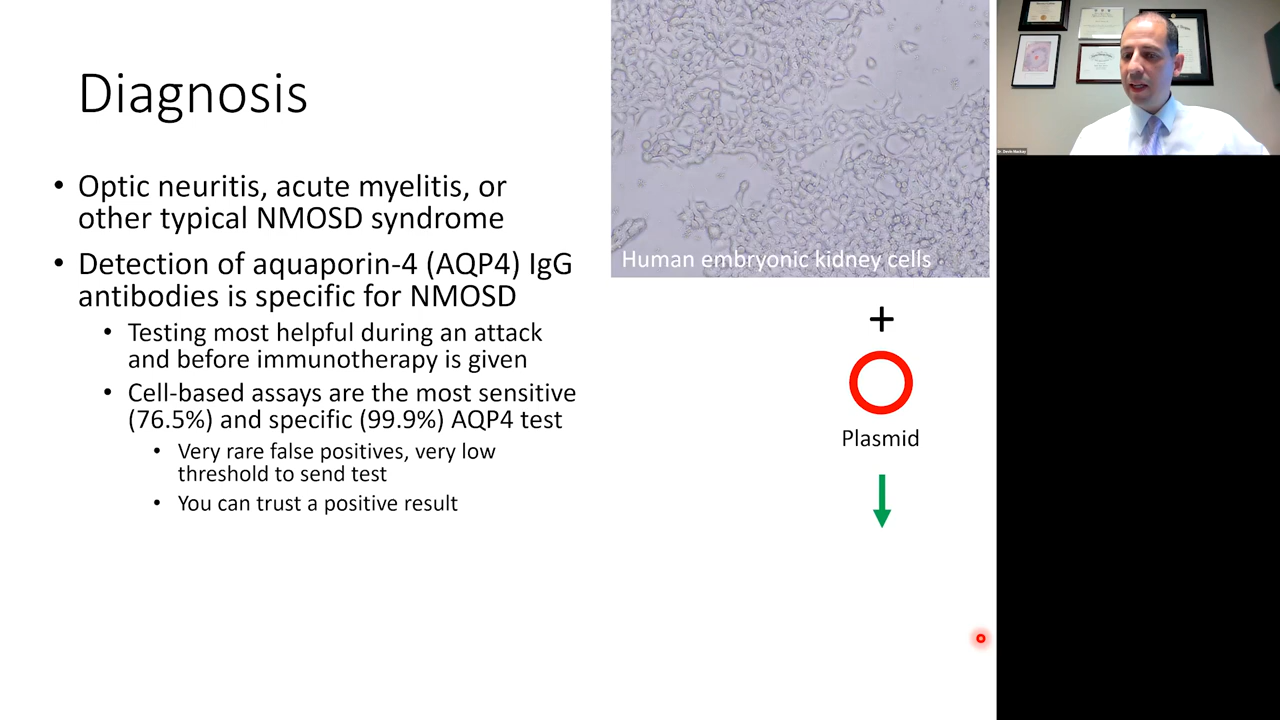 Diagnosis
• Optic neuritis, acute myelitis, or
other typical NMOSD syndrome
• Detection of aquaporin-4 (AQP4) IgG
antibodies is specific for NMOSD
• Testing most helpful during an attack
and before immunotherapy is given
• Cell-based assays are the most sensitive
(76.5%) and specific (99.9%) AQP4 test
• Very rare false positives, very low
threshold to send test
• You can trust a positive result
Human embryonic kidney cells
+
Plasmid
Dr. Devin Mackay